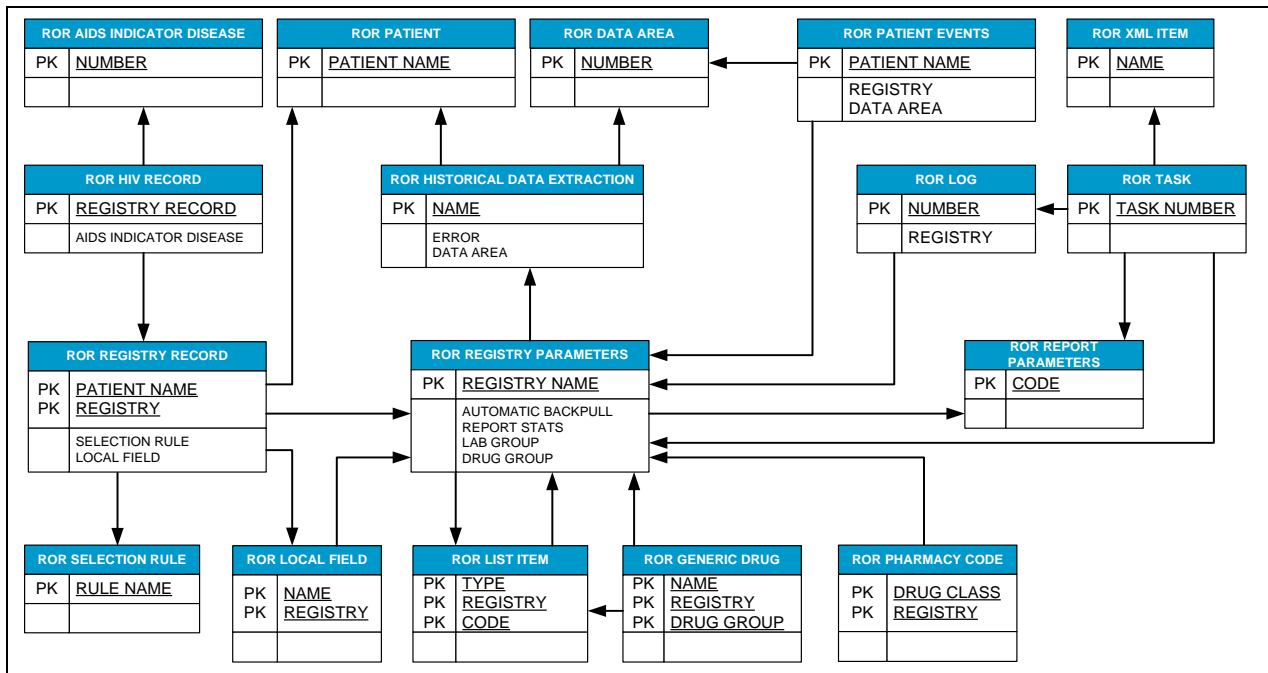 ROR AIDS INDICATOR DISEASE
PK NUMBER
ROR PATIENT
PK PATIENT NAME
ROR DATA AREA
PK NUMBER
ROR PATIENT EVENTS
PK PATIENT NAME
REGISTRY
DATA AREA
ROR XML ITEM
PK NAME
ROR HIV RECORD
PK REGISTRY RECORD
AIDS INDICATOR DISEASE
ROR HISTORICAL DATA EXTRACTION
PK NAME
ERROR
DATA AREA
ROR LOG
PK NUMBER
REGISTRY
ROR TASK
PK TASK NUMBER
ROR REGISTRY RECORD
PK PATIENT NAME
PK REGISTRY
SELECTION RULE
LOCAL FIELD
ROR REGISTRY PARAMETERS
PK REGISTRY NAME
AUTOMATIC BACKPULL
REPORT STATS
LAB GROUP
DRUG GROUP
ROR REPORT
PARAMETERS
PK CODE
ROR SELECTION RULE
PK RULE NAME
ROR LOCAL FIELD
PK NAME
PK REGISTRY
ROR LIST ITEM
PK TYPE
PK REGISTRY
PK CODE
ROR GENERIC DRUG
PK NAME
PK REGISTRY
PK DRUG GROUP
ROR PHARMACY CODE
PK DRUG CLASS
PK REGISTRY